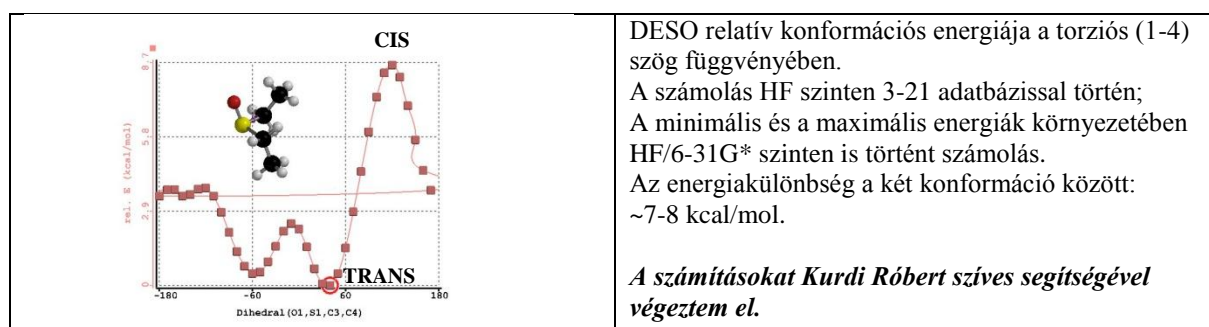 CIS
8.7
5.8
2.9
0
rel. E (kcal/mol)
TRANS
-180
-60
60
180
Dihedral(O1,S1,C3,C4)
DESO relatív konformációs energiája a torziós (1-4)
szög függvényében.
A számolás HF szinten 3-21 adatbázissal történ;
A minimális és a maximális energiák környezetében
HF/6-31G* szinten is történt számolás.
Az energiakülönbség a két konformáció között:
~7-8 kcal/mol.
A számításokat Kurdi Róbert szíves segítségével
végeztem el.